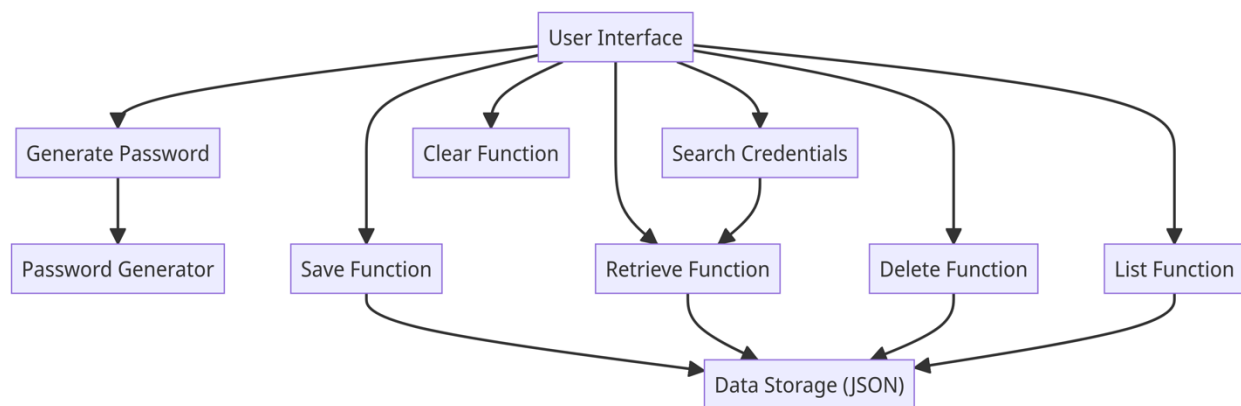 User Interface
Generate Password
Clear Function
Search Credentials
Password Generator
Save Function
Retrieve Function
Delete Function
List Function
Data Storage (JSON)